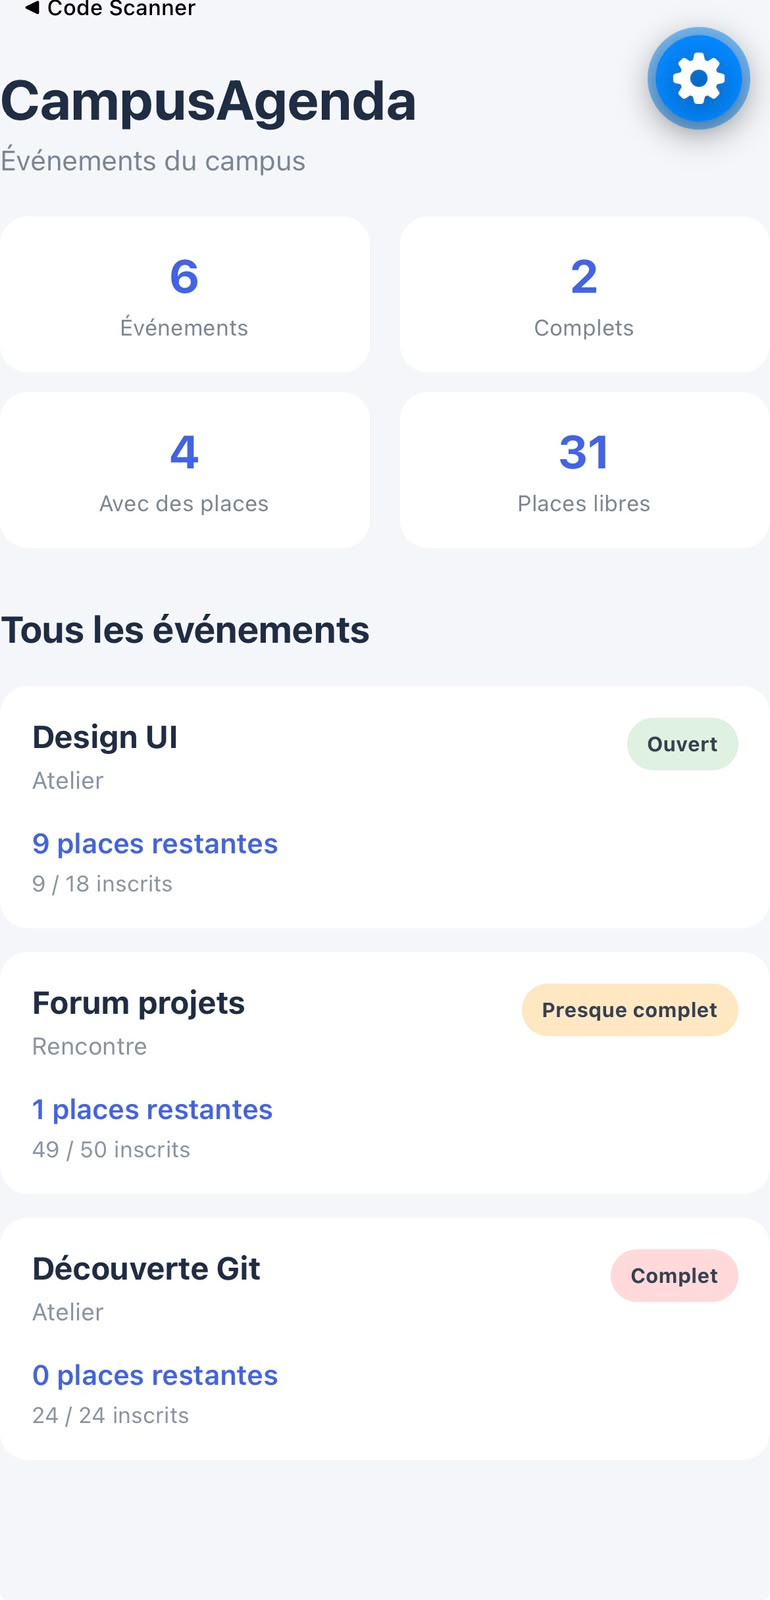 ◀ Code Scanner
CampusAgenda
Événements du campus
6
Événements
2
Complets
4
Avec des places
31
Places libres
Tous les événements
Design UI
Ouvert
Atelier
9 places restantes
9 / 18 inscrits
Forum projets
Presque complet
Rencontre
1 places restantes
49 / 50 inscrits
Découverte Git
Complet
Atelier
0 places restantes
24 / 24 inscrits